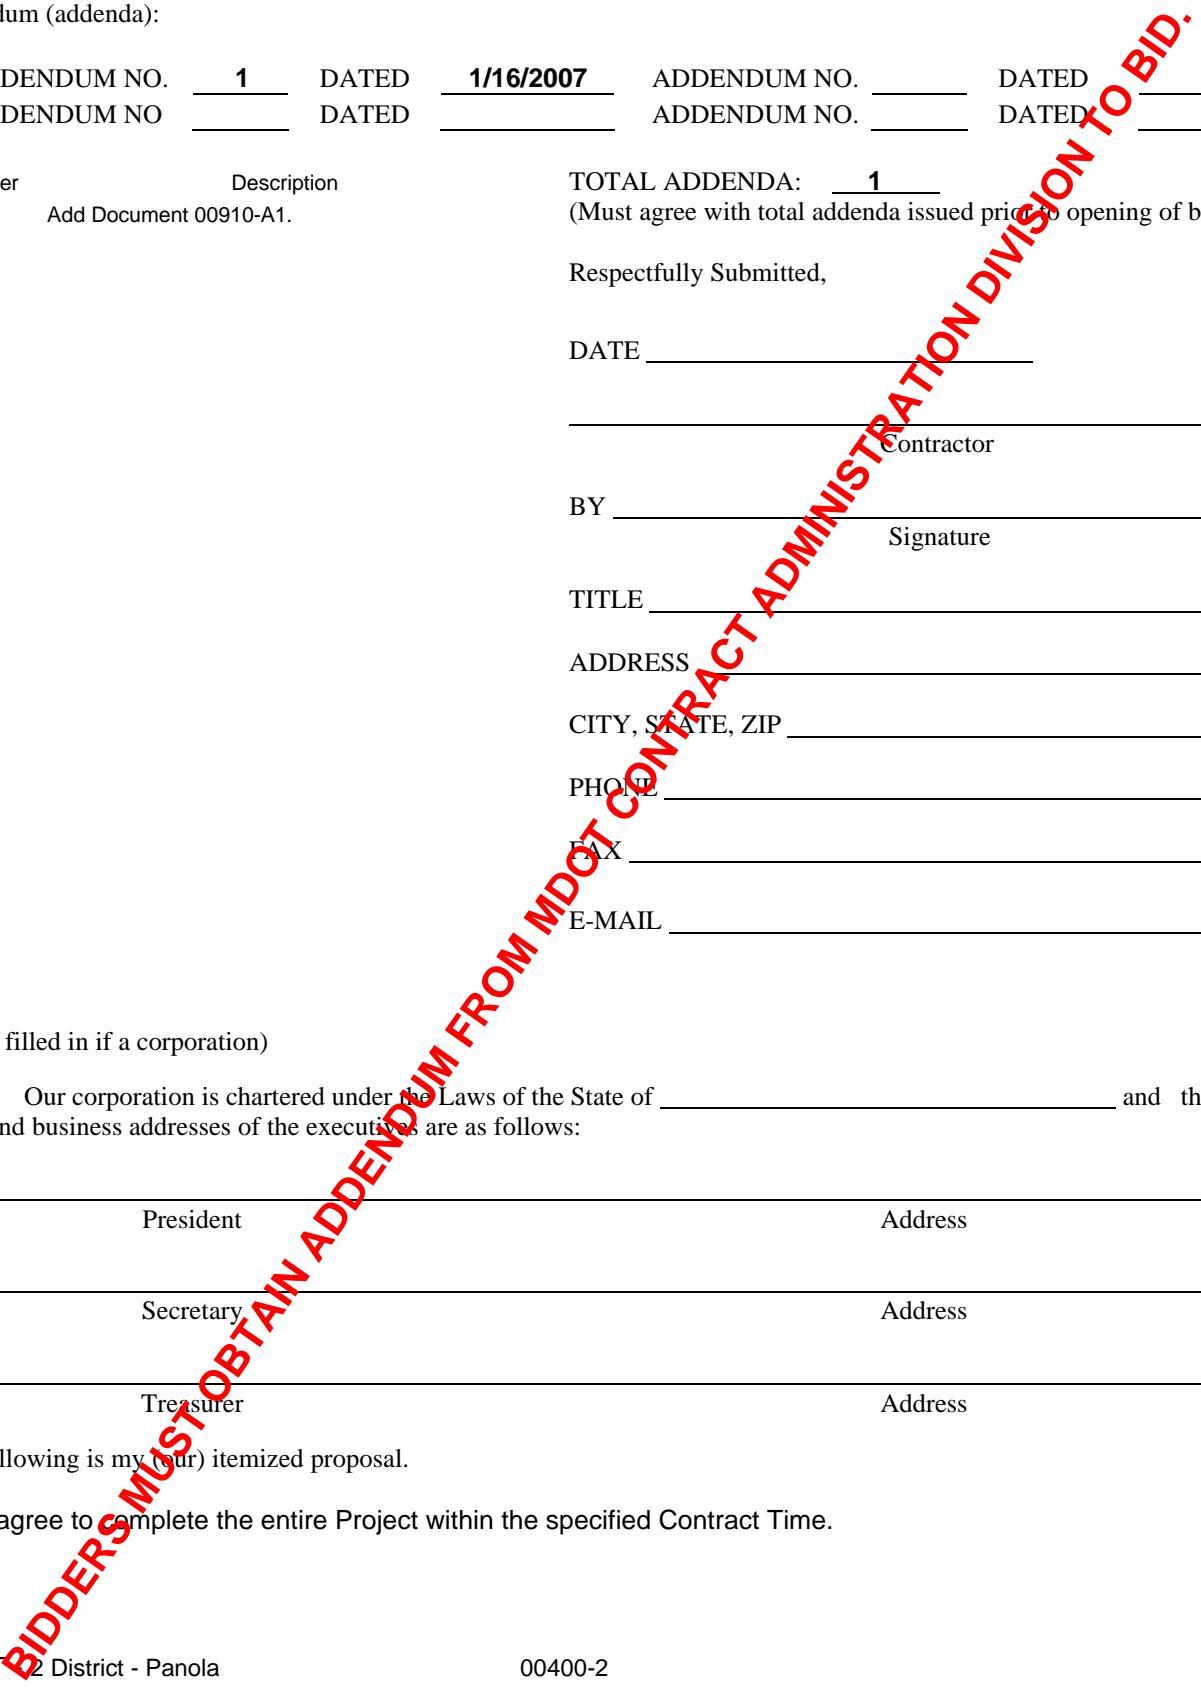 dum (addenda):
DENDUM NO. 1 DATED 1/16/2007 ADDENDUM NO. DATED
DENDUM NO DATED ADDENDUM NO. DATED
er Description
Add Document 00910-A1.
TOTAL ADDENDA: 1
(Must agree with total addenda issued prior to opening of b
Respectfully Submitted,
DATE
Contractor
BY
Signature
TITLE
ADDRESS
CITY, STATE, ZIP
PHONE
FAX
E-MAIL
filled in if a corporation)
Our corporation is chartered under the Laws of the State of and th
nd business addresses of the executives are as follows:
President Address
Secretary Address
Treasurer Address
llowing is my (our) itemized proposal.
agree to complete the entire Project within the specified Contract Time.
2 District - Panola 00400-2
BIDDERS MUST OBTAIN ADDENDUM FROM MDOT CONTRACT ADMINISTRATION DIVISION TO BID.